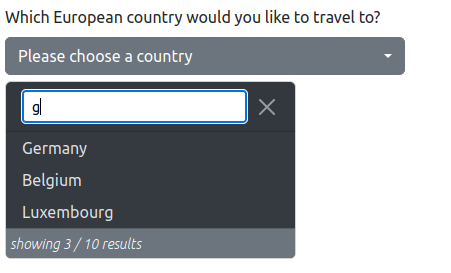 Which European country would you like to travel to?
Please choose a country
g
Germany
Belgium
Luxembourg
showing 3 / 10 results